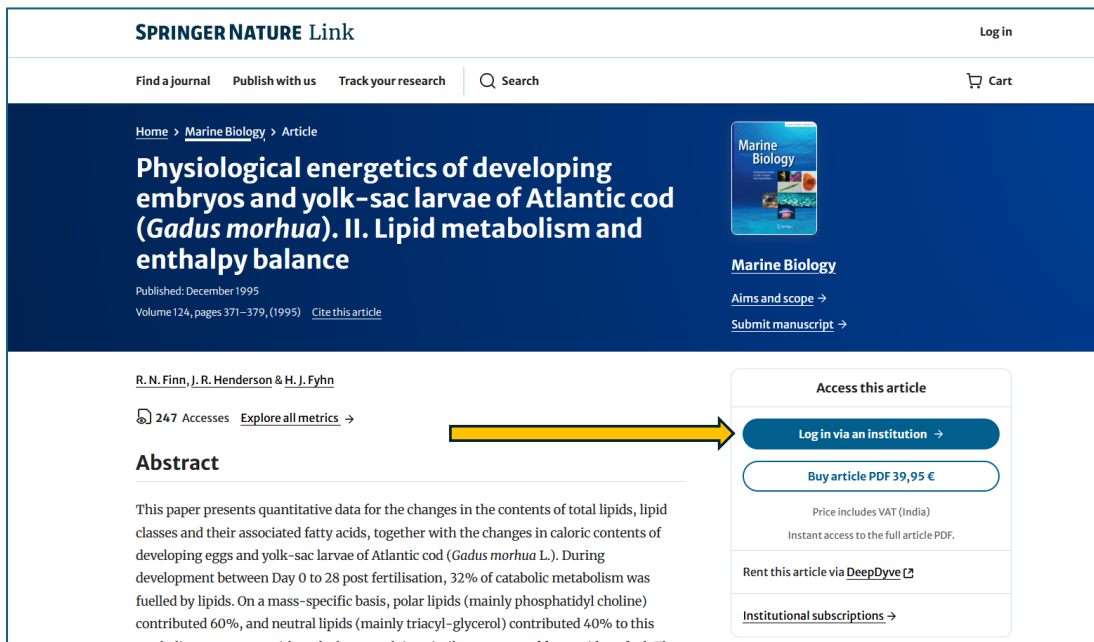 SPRINGER NATURE Link
Log in
Find a journal Publish with us Track your research Search
Cart
Home > Marine Biology > Article
Physiological energetics of developing
embryos and yolk-sac larvae of Atlantic cod
(Gadus morhua). II. Lipid metabolism and
enthalpy balance
Published: December 1995
Volume 124, pages 371–379, (1995) Cite this article
Marine
Biology
Marine Biology
Aims and scope →
Submit manuscript →
R. N. Finn, J. R. Henderson & H. J. Fyhn
247 Accesses Explore all metrics →
Abstract
This paper presents quantitative data for the changes in the contents of total lipids, lipid
classes and their associated fatty acids, together with the changes in caloric contents of
developing eggs and yolk-sac larvae of Atlantic cod (Gadus morhua L.). During
development between Day 0 to 28 post fertilisation, 32% of catabolic metabolism was
fuelled by lipids. On a mass-specific basis, polar lipids (mainly phosphatidyl choline)
contributed 60%, and neutral lipids (mainly triacyl-glycerol) contributed 40% to this
Access this article
Log in via an institution →
Buy article PDF 39,95 €
Price includes VAT (India)
Instant access to the full article PDF.
Rent this article via DeepDyve
Institutional subscriptions →